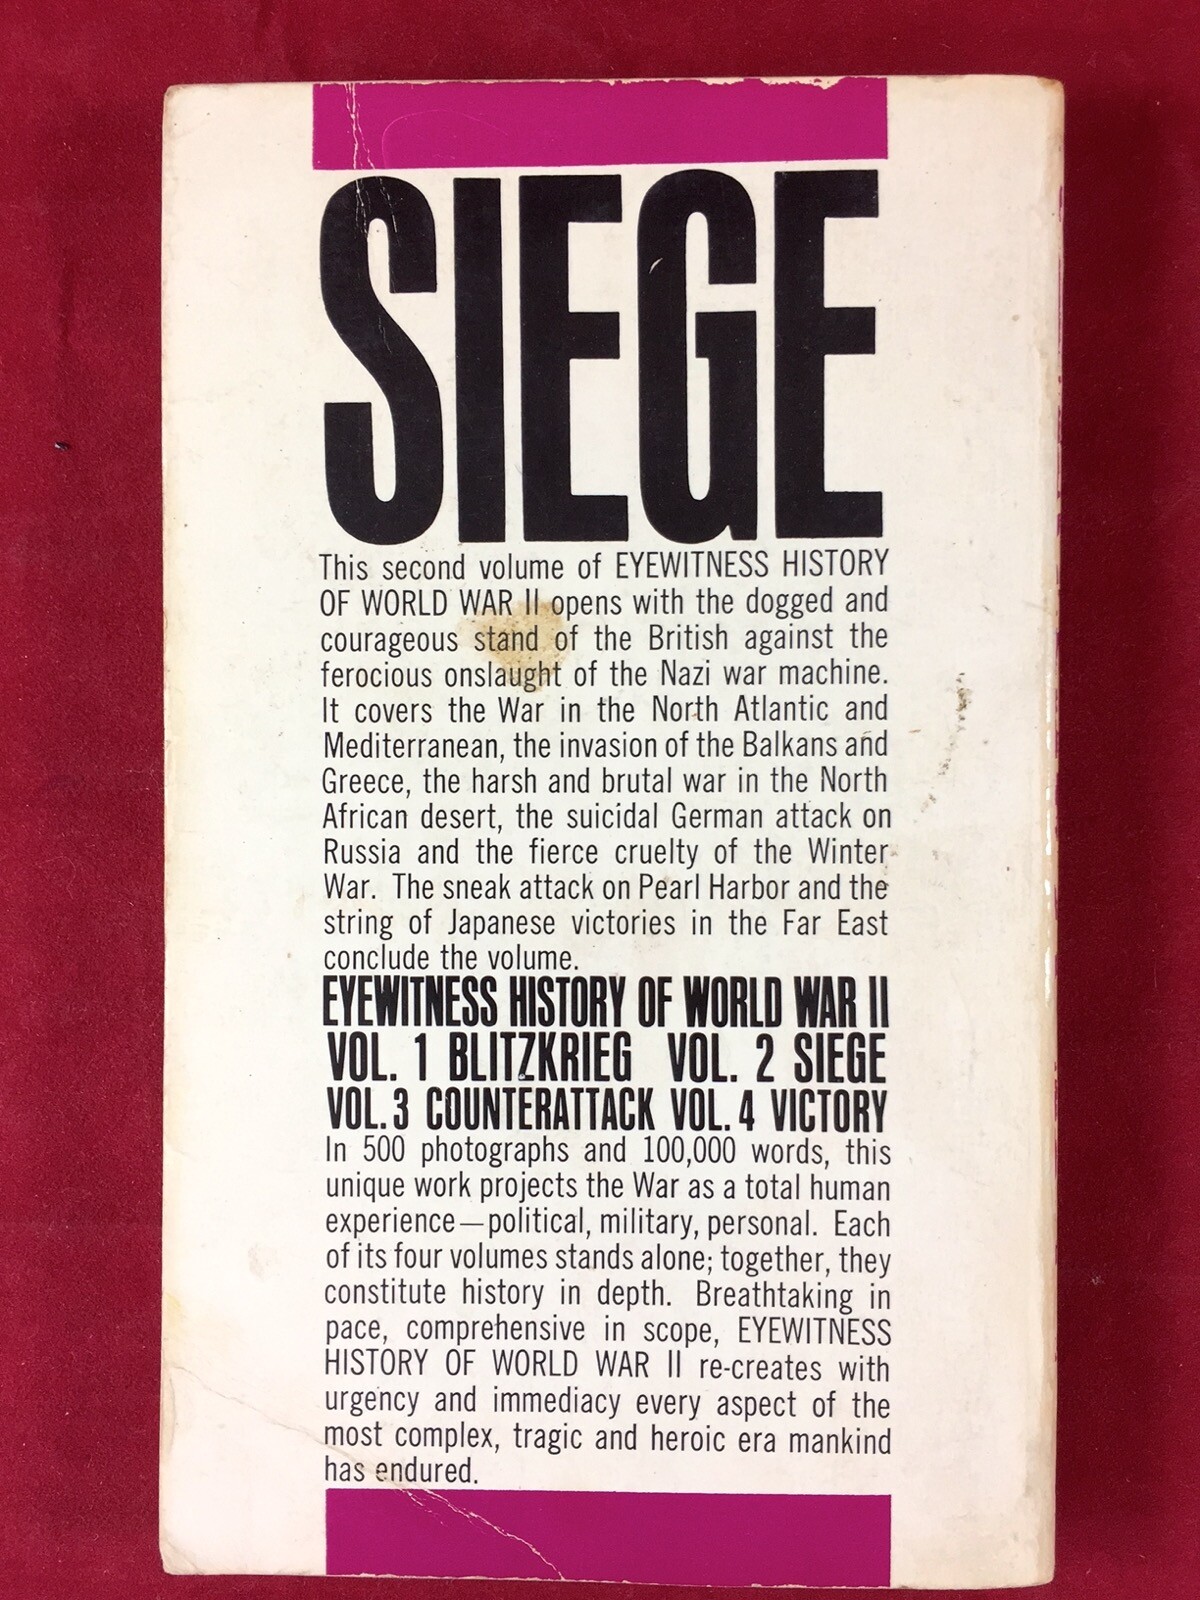 SIEGE
This second volume of EYEWITNESS HISTORY
OF WORLD WAR II opens with the dogged and
courageous stand of the British against the
ferocious onslaught of the Nazi war machine.
It covers the War in the North Atlantic and
Mediterranean, the invasion of the Balkans and
Greece, the harsh and brutal war in the North
African desert, the suicidal German attack on
Russia and the fierce cruelty of the Winter
War. The sneak attack on Pearl Harbor and the
string of Japanese victories in the Far East
conclude the volume.
EYEWITNESS HISTORY OF WORLD WAR II
VOL. 1 BLITZKRIEG VOL. 2 SIEGE
VOL. 3 COUNTERATTACK VOL. 4 VICTORY
In 500 photographs and 100,000 words, this
unique work projects the War as a total human
experience—political, military, personal. Each
of its four volumes stands alone; together, they
constitute history in depth. Breathtaking in
pace, comprehensive in scope, EYEWITNESS
HISTORY OF WORLD WAR II re-creates with
urgency and immediacy every aspect of the
most complex, tragic and heroic era mankind
has endured.